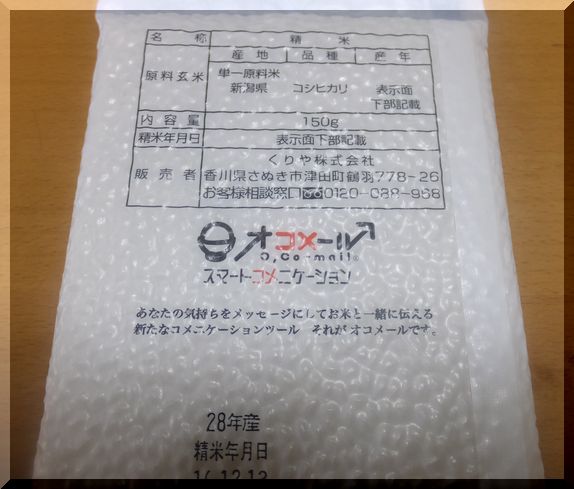 名称 精米
産地 品種 産年
原料玄米 単一原料米
新潟県 コシヒカリ 表示面
下部記載
内容量 150g
精米年月日 表示面下部記載
販売者 くりや株式会社
香川県さぬき市津田町鶴羽778-26
お客様相談窓口 0120-088-968
オコメール
O,Co-mail®
スマートコメニケーション
あなたの気持ちをメッセージにしてお米と一緒に伝える
新たなコメニケーションツール それが オコメールです。
28年産
精米年月日
16.12.12